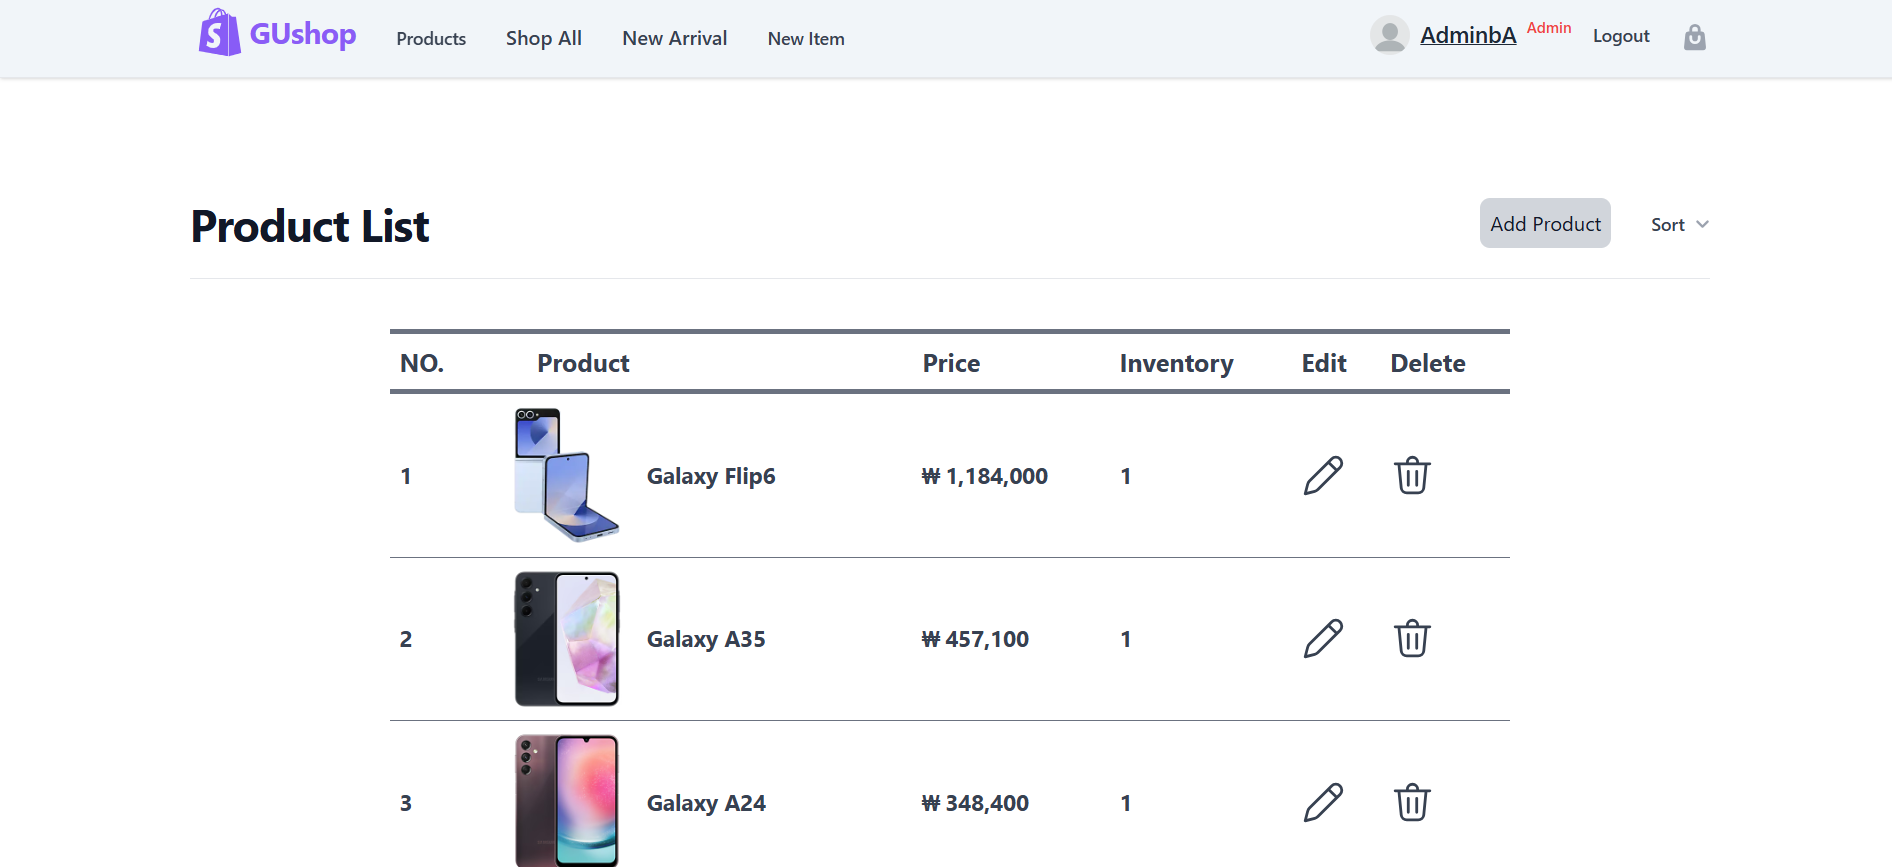 GUshop Products Shop All New Arrival New Item AdminbA Admin Logout
Product List Add Product Sort
NO. Product Price Inventory Edit Delete
1 Galaxy Flip6 ₩ 1,184,000 1
2 Galaxy A35 ₩ 457,100 1
3 Galaxy A24 ₩ 348,400 1